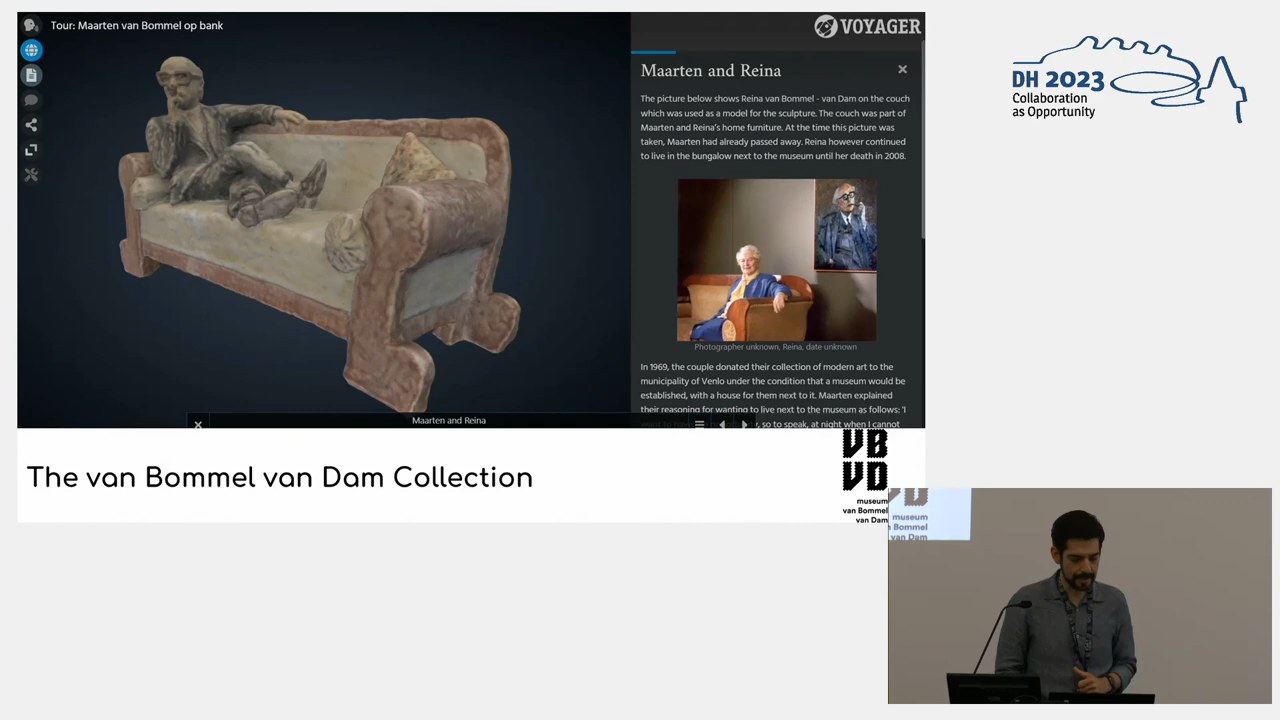 Tour: Maarten van Bommel op bank
VOYAGER
Maarten and Reina
The picture below shows Reina van Bommel - van Dam on the couch
which was used as a model for the sculpture. The couch was part of
Maarten and Reina's home furniture. At the time this picture was
taken, Maarten had already passed away. Reina however continued
to live in the bungalow next to the museum until her death in 2008.
Photographer unknown, Reina, date unknown
In 1969, the couple donated their collection of modern art to the
municipality of Venlo under the condition that a museum would be
established, with a house for them next to it. Maarten explained
their reasoning for wanting to live next to the museum as follows: 'I
so to speak, at night when I cannot
Maarten and Reina
The van Bommel van Dam Collection
VB
VD
museum
van Bommel
van Dam
DH 2023
Collaboration
as Opportunity
museum
Bommel
van Dam